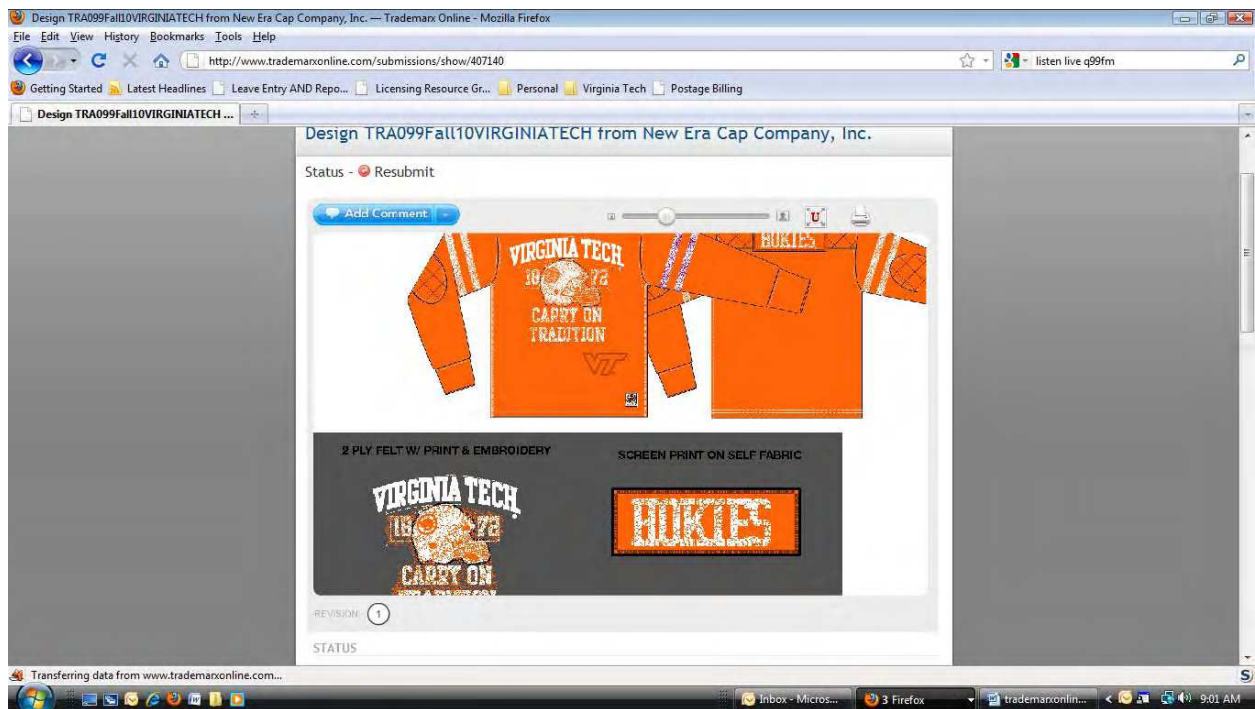 Design TRA099Fall10VIRGINIATECH from New Era Cap Company, Inc. — Trademarx Online - Mozilla Firefox
File Edit View History Bookmarks Tools Help
http://www.trademarxonline.com/submissions/show/407140
listen live q99fm
Getting Started Latest Headlines Leave Entry AND Repo... Licensing Resource Gr... Personal Virginia Tech Postage Billing
Design TRA099Fall10VIRGINIATECH ...
Design TRA099Fall10VIRGINIATECH from New Era Cap Company, Inc.
Status - Resubmit
Add Comment
U
HUKIES
VIRGINIA TECH
18 72
CARRY ON
TRADITION
VT
2 PLY FELT W/ PRINT & EMBROIDERY
SCREEN PRINT ON SELF FABRIC
VIRGINIA TECH
18 72
CARRY ON
TRADITION
HUKIES
REVISION 1
STATUS
Transferring data from www.trademarxonline.com...
S
Inbox - Micros... 3 Firefox trademarxonlin... 9:01 AM